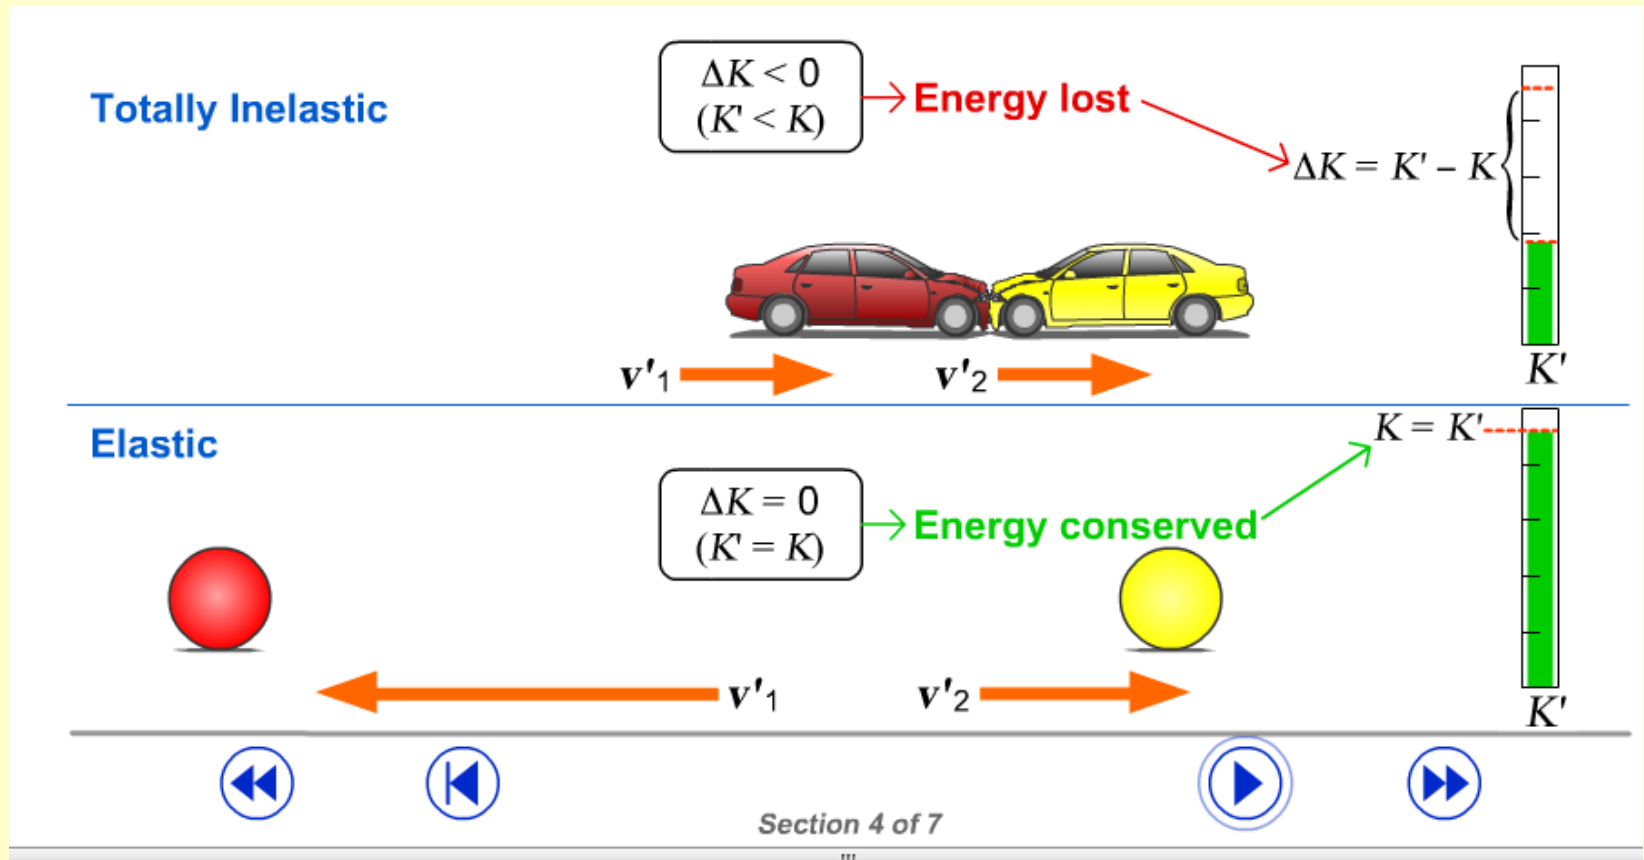 Totally Inelastic
ΔK < 0
(K' < K)
Energy lost
ΔK = K' – K
v'₁
v'₂
K'
Elastic
ΔK = 0
(K' = K)
Energy conserved
K = K'
v'₁
v'₂
K'
Section 4 of 7